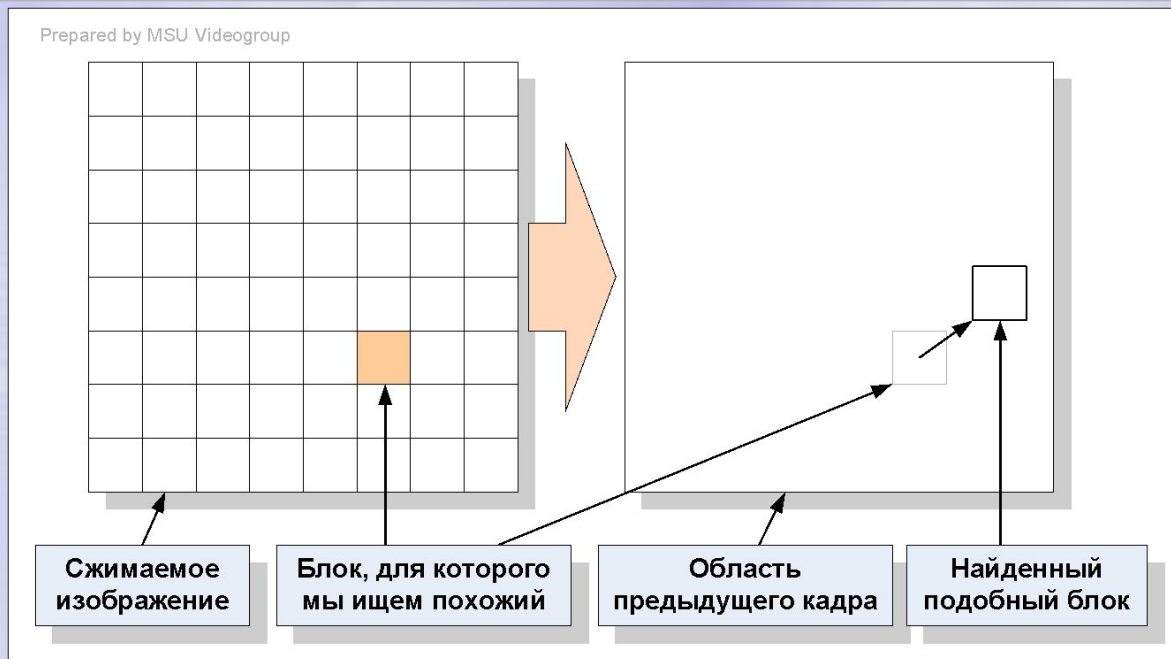 Prepared by MSU Videogroup
Сжимаемое
изображение
Блок, для которого
мы ищем похожий
Область
предыдущего кадра
Найденный
подобный блок